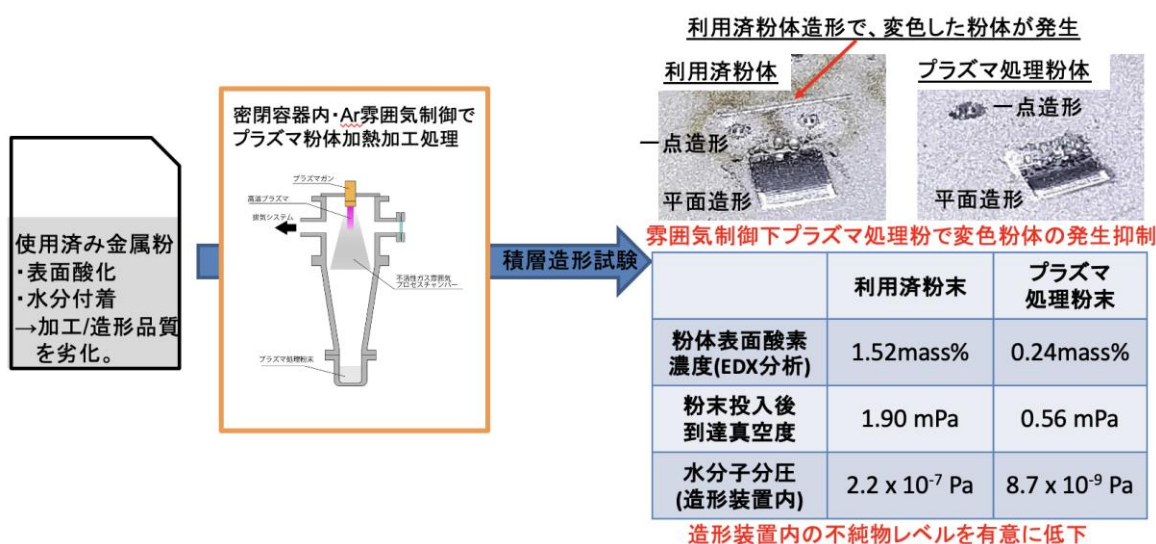 使用済み金属粉
・表面酸化
・水分付着
→加工/造形品質
を劣化。
密閉容器内・Ar雰囲気制御で
プラズマ粉体加熱加工処理
プラズマガン
高温プラズマ
排気システム
不活性ガス雰囲気
プロセスチャンバー
プラズマ処理粉末
積層造形試験
利用済粉体造形で、変色した粉体が発生
利用済粉体
プラズマ処理粉体
一点造形
平面造形
一点造形
平面造形
雰囲気制御下プラズマ処理粉で変色粉体の発生抑制
利用済粉末
プラズマ
処理粉末
粉体表面酸素
濃度(EDX分析)
1.52mass%
0.24mass%
粉末投入後
到達真空度
1.90 mPa
0.56 mPa
水分子分圧
(造形装置内)
2.2 x 10⁻⁷ Pa
8.7 x 10⁻⁹ Pa
造形装置内の不純物レベルを有意に低下